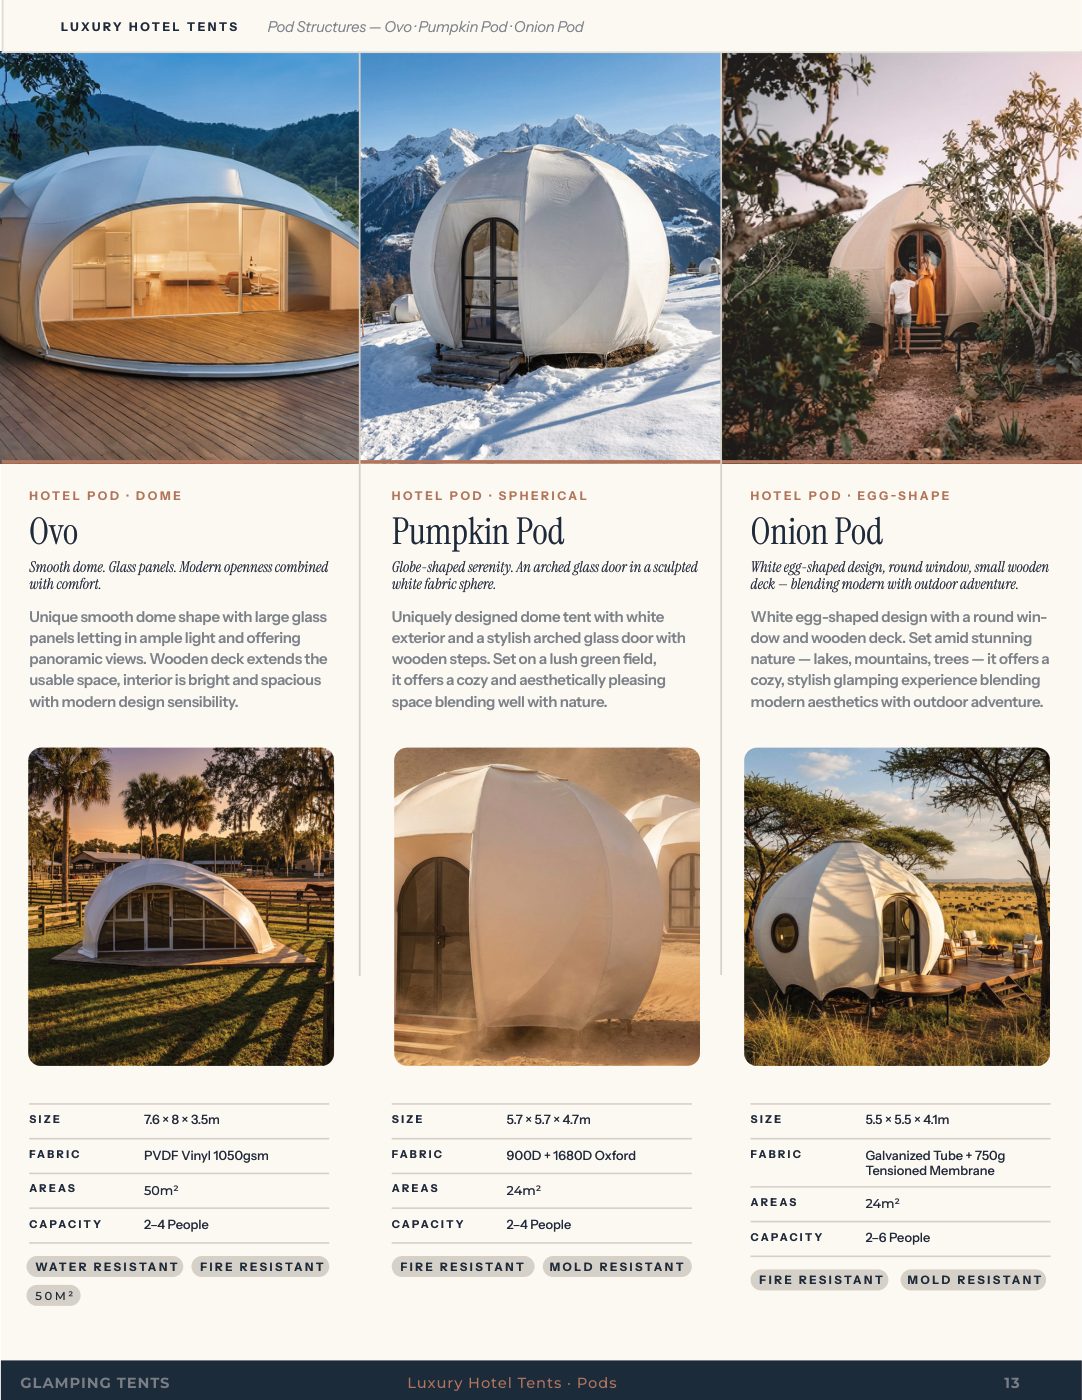 LUXURY HOTEL TENTS
Pod Structures — Ovo · Pumpkin Pod · Onion Pod
HOTEL POD · DOME
Ovo
Smooth dome. Glass panels. Modern openness combined
with comfort.
Unique smooth dome shape with large glass
panels letting in ample light and offering
panoramic views. Wooden deck extends the
usable space, interior is bright and spacious
with modern design sensibility.
SIZE 7.6 × 8 × 3.5m
FABRIC PVDF Vinyl 1050gsm
AREAS 50m²
CAPACITY 2–4 People
WATER RESISTANT FIRE RESISTANT
50M²
HOTEL POD · SPHERICAL
Pumpkin Pod
Globe-shaped serenity. An arched glass door in a sculpted
white fabric sphere.
Uniquely designed dome tent with white
exterior and a stylish arched glass door with
wooden steps. Set on a lush green field,
it offers a cozy and aesthetically pleasing
space blending well with nature.
SIZE 5.7 × 5.7 × 4.7m
FABRIC 900D + 1680D Oxford
AREAS 24m²
CAPACITY 2–4 People
FIRE RESISTANT MOLD RESISTANT
HOTEL POD · EGG-SHAPE
Onion Pod
White egg-shaped design, round window, small wooden
deck — blending modern with outdoor adventure.
White egg-shaped design with a round win-
dow and wooden deck. Set amid stunning
nature — lakes, mountains, trees — it offers a
cozy, stylish glamping experience blending
modern aesthetics with outdoor adventure.
SIZE 5.5 × 5.5 × 4.1m
FABRIC Galvanized Tube + 750g
Tensioned Membrane
AREAS 24m²
CAPACITY 2–6 People
FIRE RESISTANT MOLD RESISTANT
GLAMPING TENTS
Luxury Hotel Tents · Pods
13